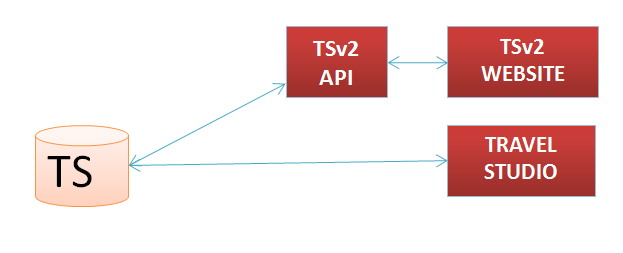 TSv2
API
TSv2
WEBSITE
TS
TRAVEL
STUDIO